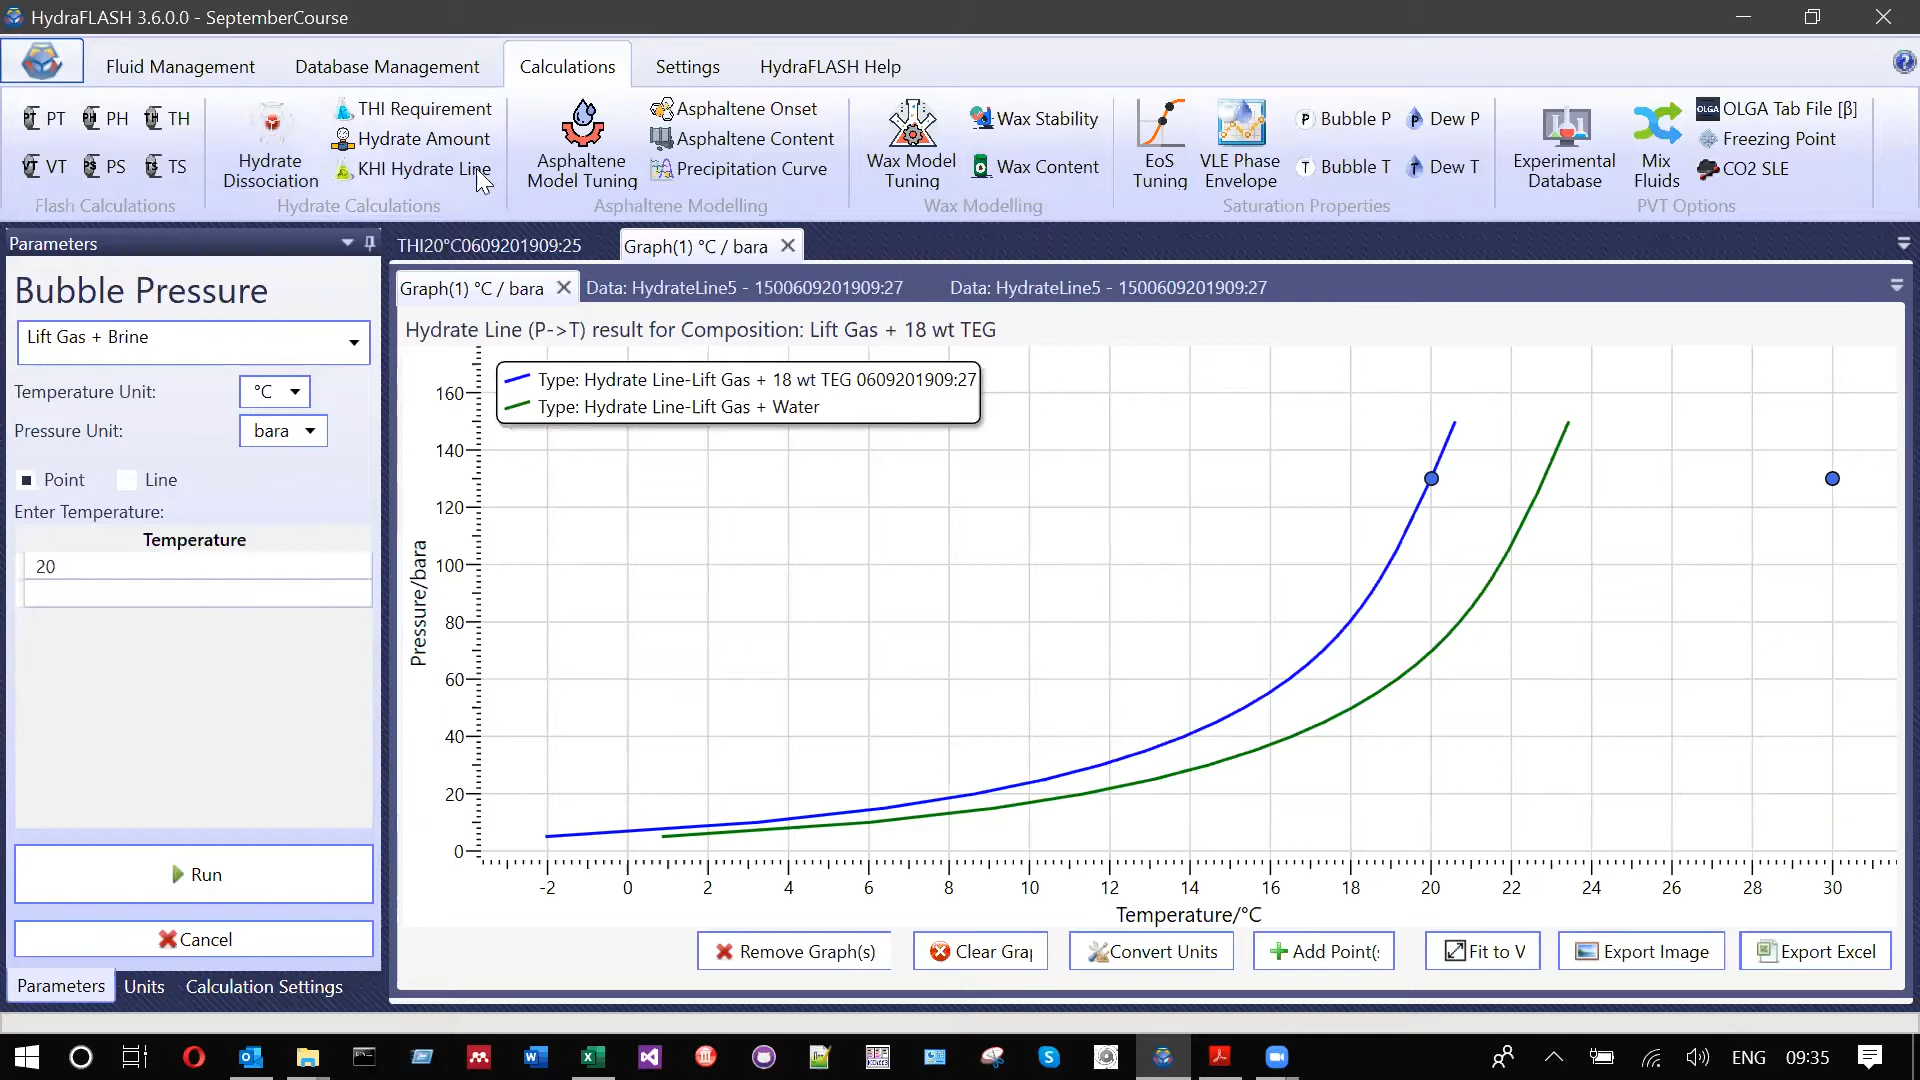 HydraFLASH 3.6.0.0 - SeptemberCourse
Fluid Management
Database Management
Calculations
Settings
HydraFLASH Help
PT
PH
TH
VT
PS
TS
Flash Calculations
Hydrate
Dissociation
THI Requirement
Hydrate Amount
KHI Hydrate Line
Hydrate Calculations
Asphaltene
Model Tuning
Asphaltene Onset
Asphaltene Content
Precipitation Curve
Asphaltene Modelling
Wax Model
Tuning
Wax Stability
Wax Content
Wax Modelling
EoS
Tuning
VLE Phase
Envelope
Bubble P
Dew P
Bubble T
Dew T
Saturation Properties
Experimental
Database
Mix
Fluids
OLGA
OLGA Tab File [β]
Freezing Point
CO2 SLE
PVT Options
Parameters
Bubble Pressure
Lift Gas + Brine
Temperature Unit:
°C
Pressure Unit:
bara
Point
Line
Enter Temperature:
Temperature
20
Run
Cancel
Parameters
Units
Calculation Settings
THI20°C0609201909:25
Graph(1) °C / bara
Graph(1) °C / bara
Data: HydrateLine5 - 1500609201909:27
Data: HydrateLine5 - 1500609201909:27
Hydrate Line (P->T) result for Composition: Lift Gas + 18 wt TEG
Type: Hydrate Line-Lift Gas + 18 wt TEG 0609201909:27
Type: Hydrate Line-Lift Gas + Water
160
140
120
100
80
60
40
20
0
Pressure/bara
-2
0
2
4
6
8
10
12
14
16
18
20
22
24
26
28
30
Temperature/°C
Remove Graph(s)
Clear Gra
Convert Units
Add Point(s
Fit to V
Export Image
Export Excel
ENG
09:35